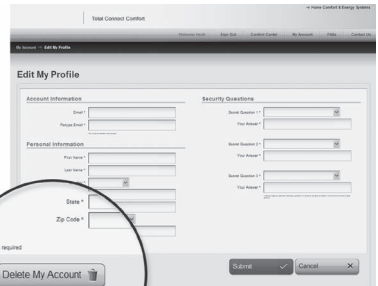 Home Comfort & Energy Systems
Total Connect Comfort
Sign Out Contact Center My Account FAQs Contact Us
My Account Edit My Profile
Edit My Profile
Account Information
Security Questions
Email *
Secret Question 1 *
Retype Email *
Your Answer *
Personal Information
Secret Question 2 *
First Name *
Your Answer *
Last Name *
Secret Question 3 *
Your Answer *
State *
Zip Code *
required
Submit
Cancel
Delete My Account